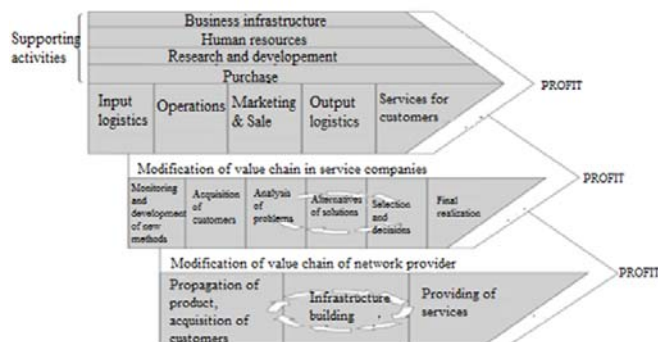 Business infrastructure
Supporting
activities
Human resources
Research and developement
Purchase
PROFIT
Input
logistics
Operations
Marketing
& Sale
Output
logistics
Services for
customers
Modification of value chain in service companies
PROFIT
Monitoring
and
development
of new
methods
Acquisition
of
customers
Analysis
of
problems
Alternatives
of solutions
Selection
and
decisions
Final
realization
Modification of value chain of network provider
PROFIT
Propagation of
product,
acquisition of
customers
Infrastructure
building
Providing of
services